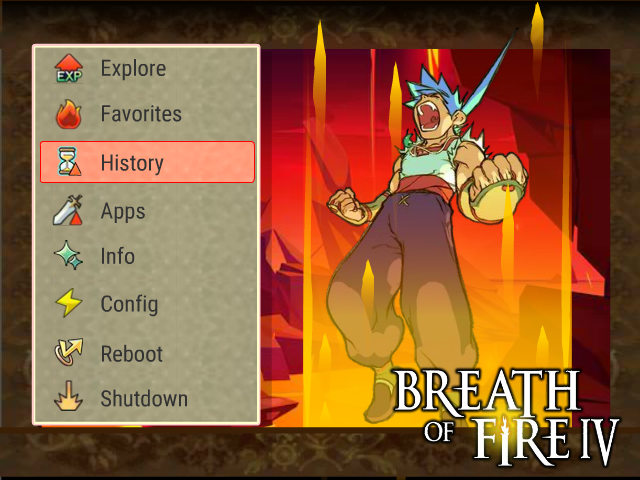 EXP
Explore
Favorites
History
Apps
Info
Config
Reboot
Shutdown
BREATH
OF FIRE IV